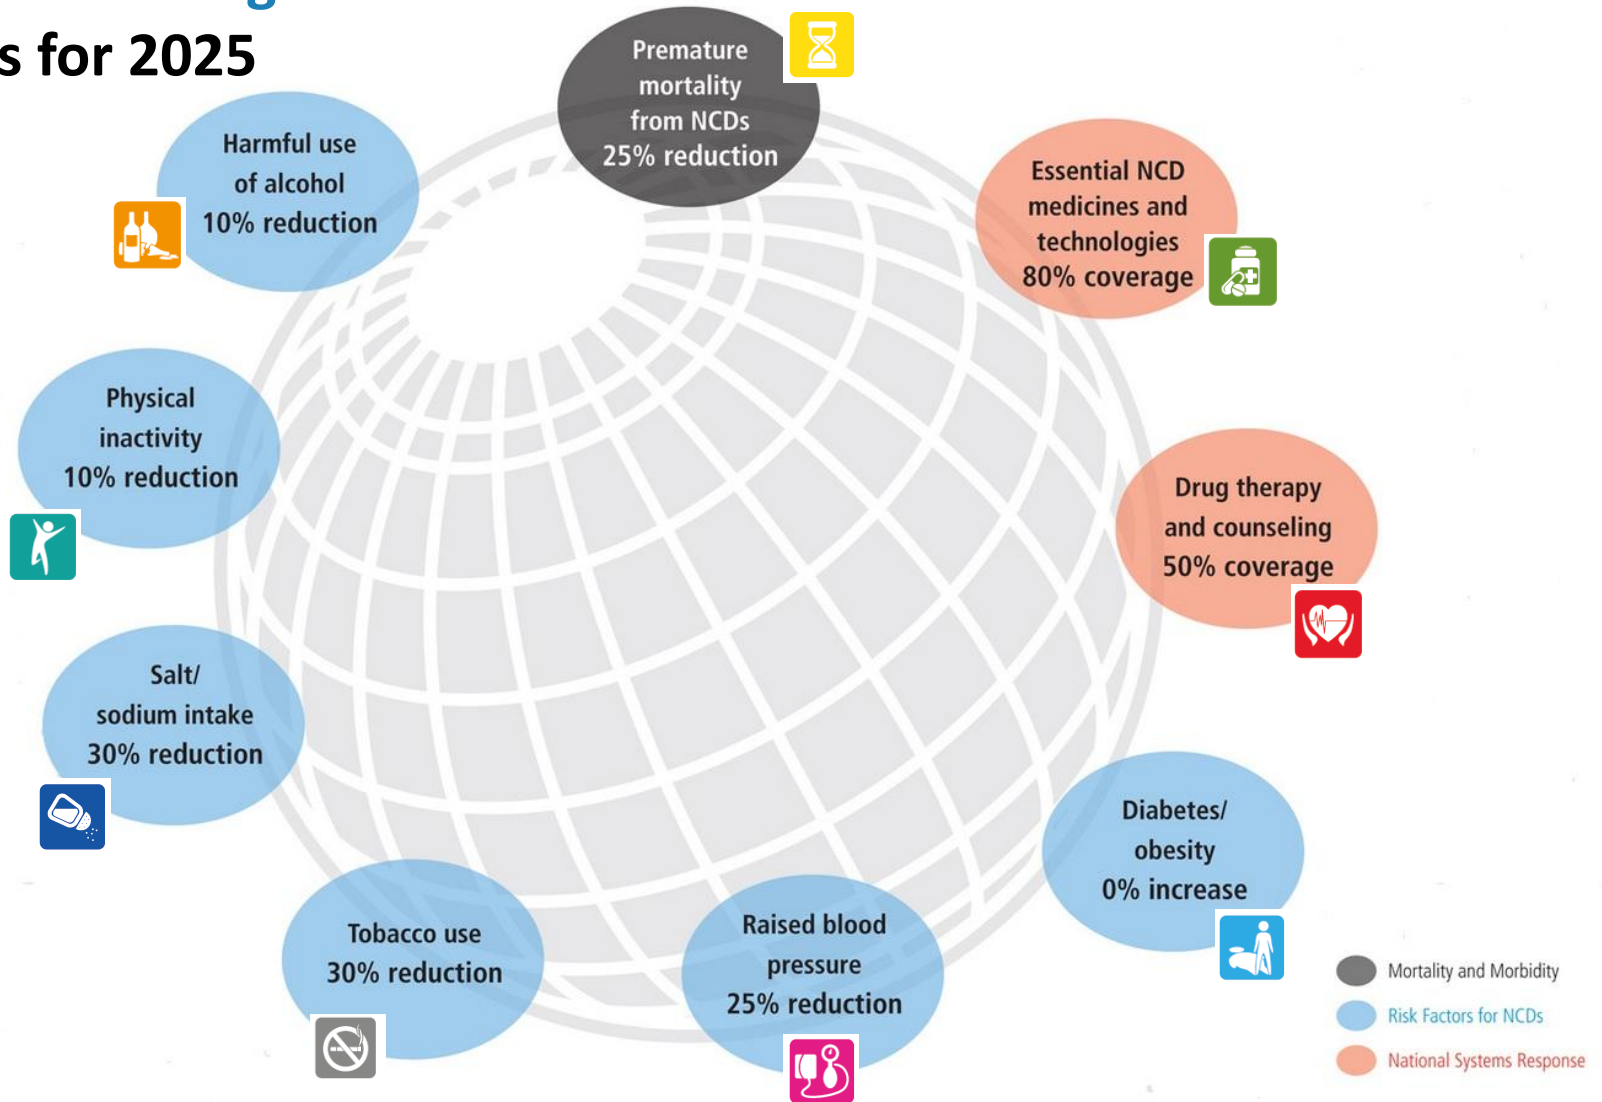 s for 2025
Premature
mortality
from NCDs
25% reduction
Harmful use
of alcohol
10% reduction
Essential NCD
medicines and
technologies
80% coverage
Physical
inactivity
10% reduction
Drug therapy
and counseling
50% coverage
Salt/
sodium intake
30% reduction
Diabetes/
obesity
0% increase
Tobacco use
30% reduction
Raised blood
pressure
25% reduction
Mortality and Morbidity
Risk Factors for NCDs
National Systems Response